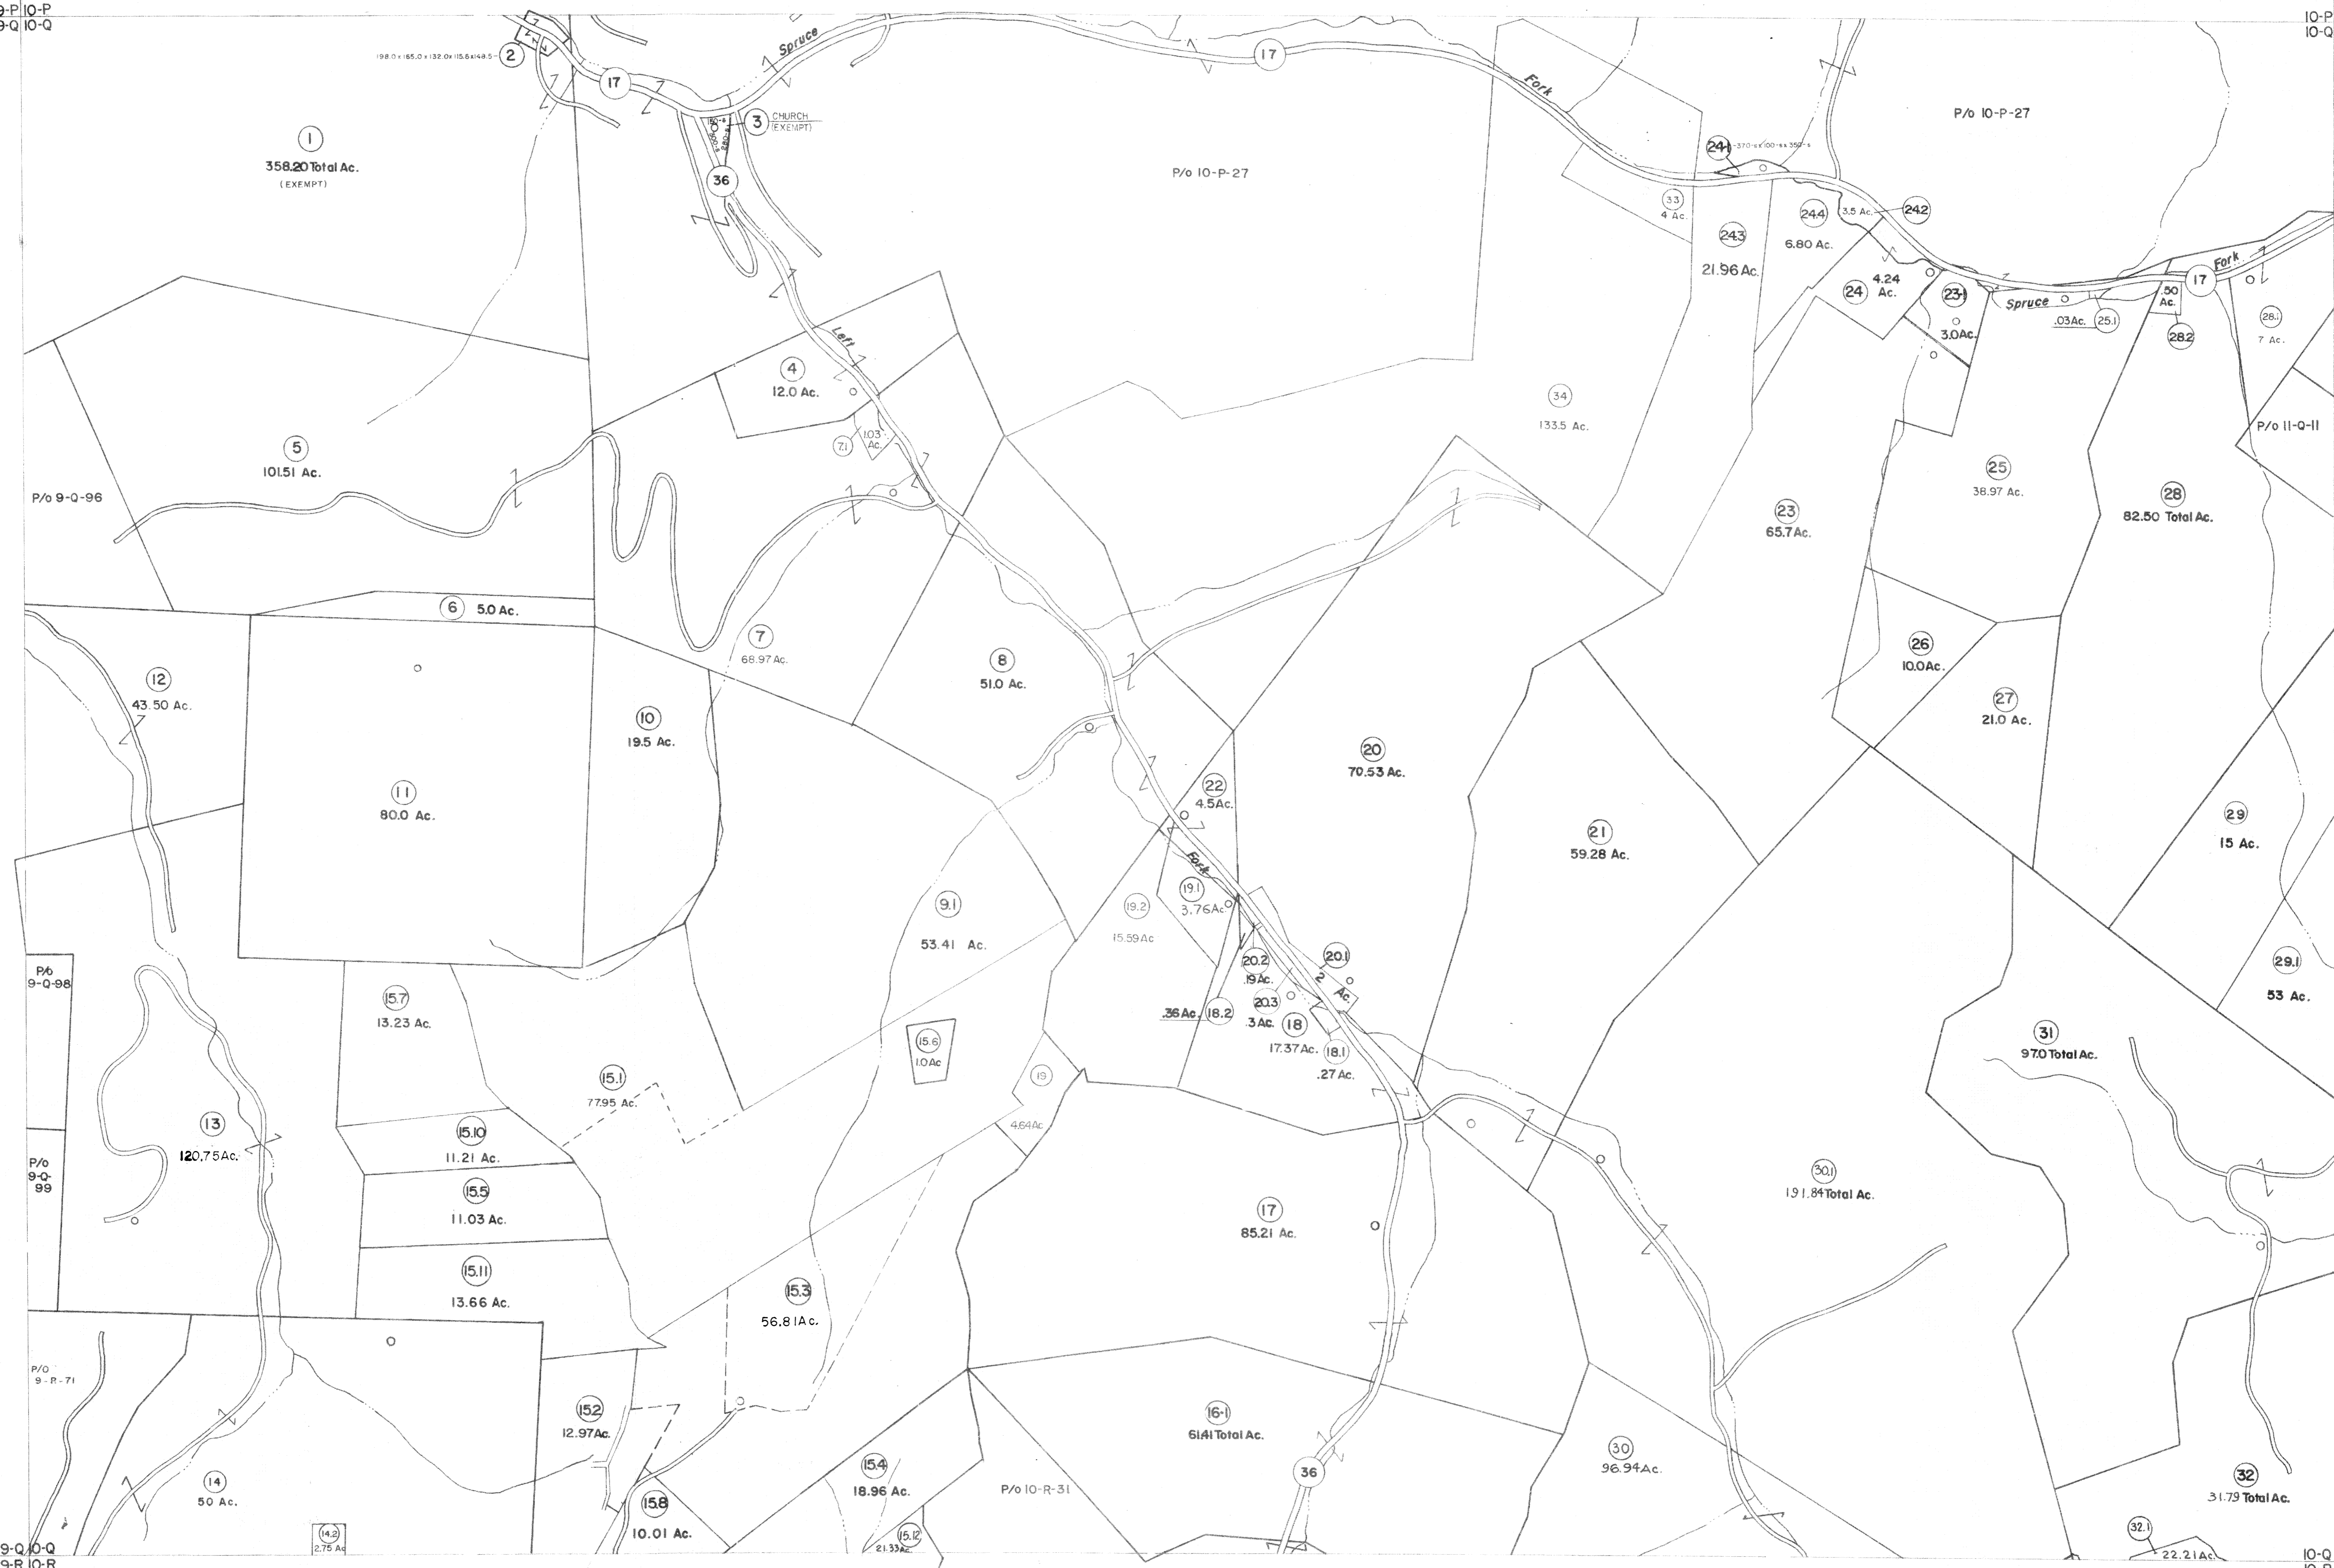 9-P 10-P
9-Q 10-Q
10-P
10-Q
198.0 x 165.0 x 132.0 x 115.5 x 148.5
2
17
Spruce
17
Fork
P/o 10-P-27
1
358.20 Total Ac.
(EXEMPT)
3
CHURCH
(EXEMPT)
36
P/o 10-P-27
24.1
370-s x 100-s x 350-s
33
4 Ac.
24.3
21.96 Ac.
24.4
6.80 Ac.
3.5 Ac.
24.2
24
4.24
Ac.
23-1
3.0 Ac.
Spruce
.03 Ac.
25.1
.50
Ac.
28.2
17
Fork
28.1
7 Ac.
P/o 11-Q-11
Left
4
12.0 Ac.
7.1
1.03
Ac.
34
133.5 Ac.
5
101.51 Ac.
P/o 9-Q-96
23
65.7 Ac.
25
38.97 Ac.
28
82.50 Total Ac.
6
5.0 Ac.
7
68.97 Ac.
8
51.0 Ac.
26
10.0 Ac.
27
21.0 Ac.
12
43.50 Ac.
10
19.5 Ac.
20
70.53 Ac.
11
80.0 Ac.
22
4.5 Ac.
21
59.28 Ac.
29
15 Ac.
Fork
9.1
53.41 Ac.
19.2
15.59 Ac
19.1
3.76 Ac.
20.2
.19 Ac.
20.1
2 Ac.
20.3
.3 Ac.
.36 Ac.
18.2
18
17.37 Ac.
18.1
.27 Ac.
29.1
53 Ac.
P/o
9-Q-98
15.7
13.23 Ac.
15.6
1.0 Ac
31
97.0 Total Ac.
15.1
77.95 Ac.
19
4.64 Ac
13
120.75 Ac.
15.10
11.21 Ac.
P/o
9-Q-
99
15.5
11.03 Ac.
17
85.21 Ac.
30.1
191.84 Total Ac.
15.11
13.66 Ac.
15.3
56.81 Ac.
P/o
9-R-71
15.2
12.97 Ac.
16-1
61.41 Total Ac.
30
96.94 Ac.
14
50 Ac.
15.4
18.96 Ac.
P/o 10-R-31
36
32
31.79 Total Ac.
15.8
10.01 Ac.
14.2
2.75 Ac
15.12
21.33 Ac.
32.1
22.21 Ac.
9-Q 10-Q
9-R 10-R
10-Q
10-R